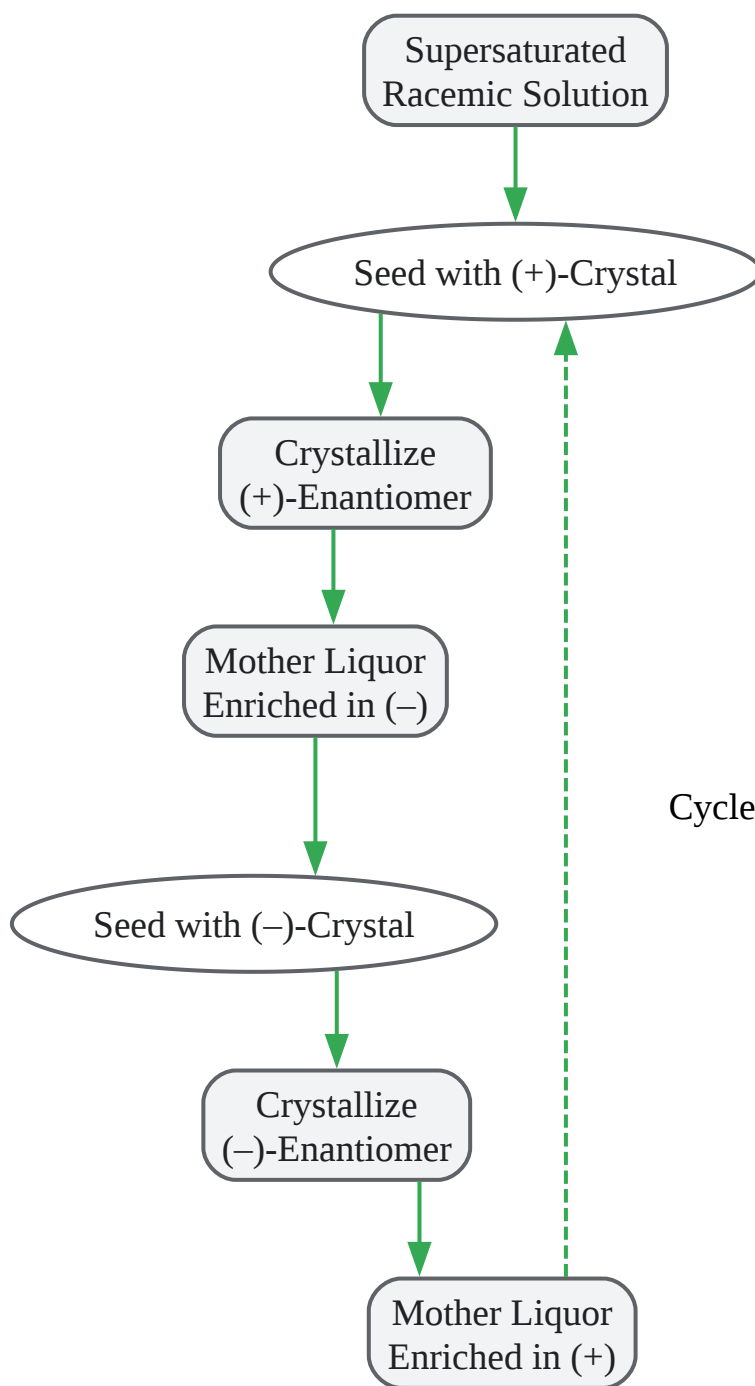 Supersaturated
Racemic Solution
Seed with (+)-Crystal
Crystallize
(+)-Enantiomer
Mother Liquor
Enriched in (–)
Cycle
Seed with (–)-Crystal
Crystallize
(–)-Enantiomer
Mother Liquor
Enriched in (+)